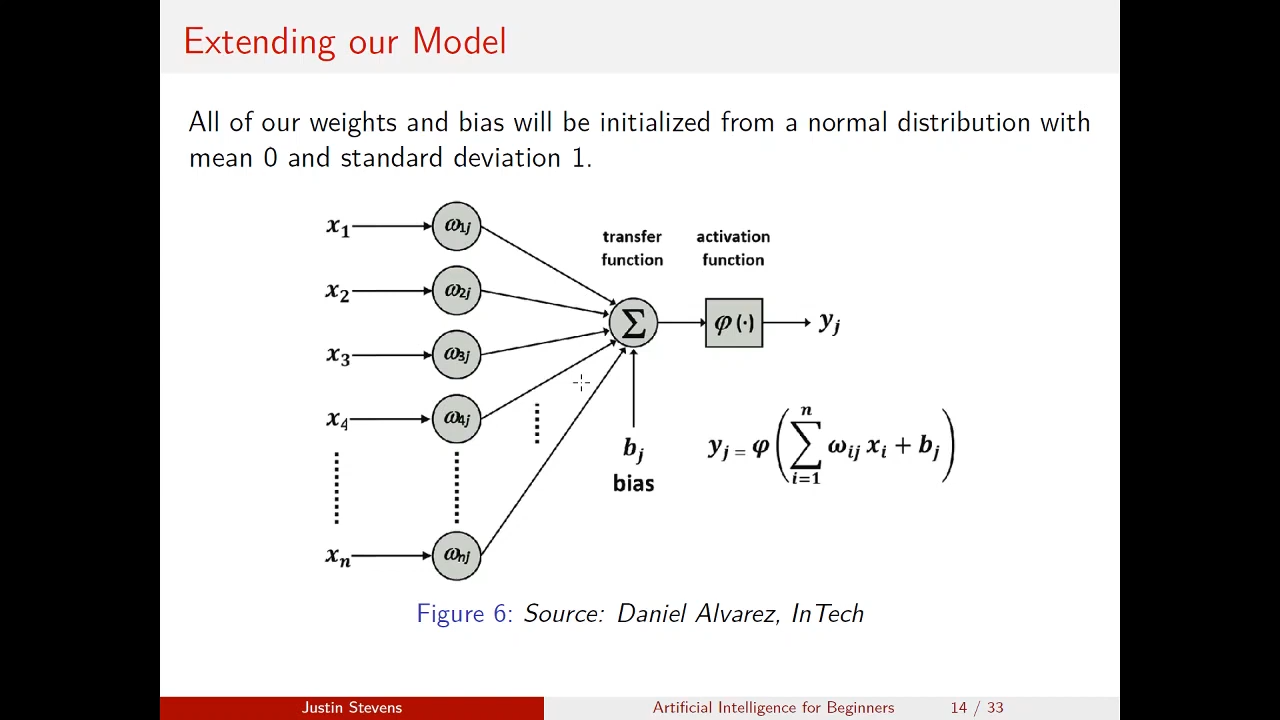 Extending our Model
All of our weights and bias will be initialized from a normal distribution with
mean 0 and standard deviation 1.
x₁ ω₁ⱼ
transfer function
activation function
x₂ ω₂ⱼ
Σ φ(·) yⱼ
x₃ ω₃ⱼ
x₄ ω₄ⱼ
bⱼ
bias
yⱼ = φ(∑ⁿᵢ₌₁ ωᵢⱼ xᵢ + bⱼ)
xₙ ωₙⱼ
Figure 6: Source: Daniel Alvarez, InTech
Justin Stevens Artificial Intelligence for Beginners 14 / 33